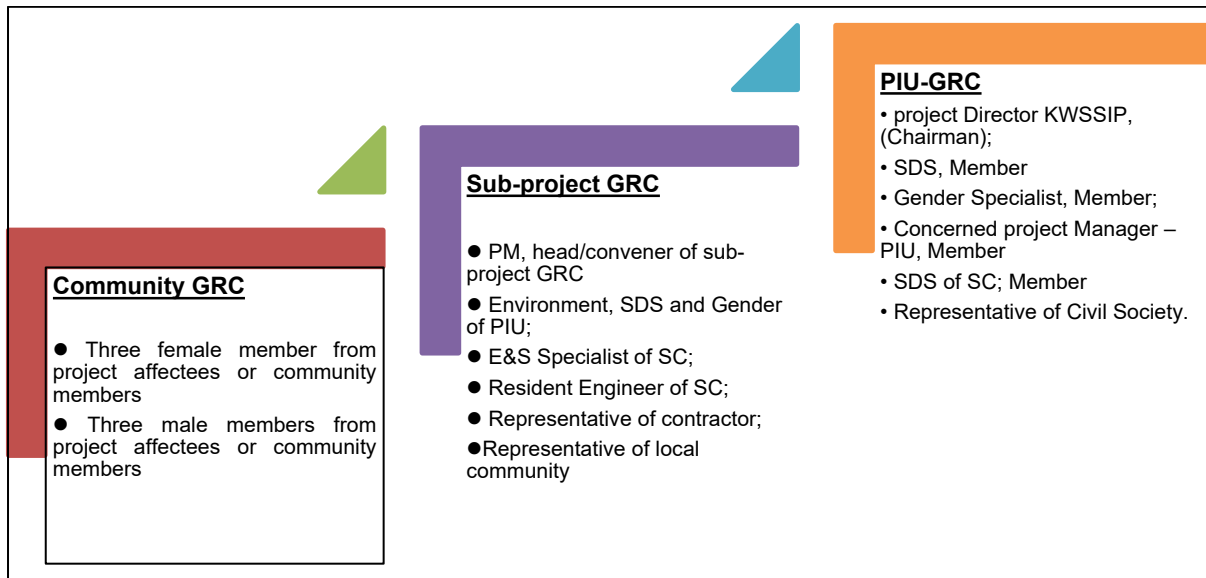 Community GRC
● Three female member from
project affectees or community
members
● Three male members from
project affectees or community
members
Sub-project GRC
● PM, head/convener of sub-
project GRC
● Environment, SDS and Gender
of PIU;
● E&S Specialist of SC;
● Resident Engineer of SC;
● Representative of contractor;
●Representative of local
community
PIU-GRC
• project Director KWSSIP,
(Chairman);
• SDS, Member
• Gender Specialist, Member;
• Concerned project Manager –
PIU, Member
• SDS of SC; Member
• Representative of Civil Society.